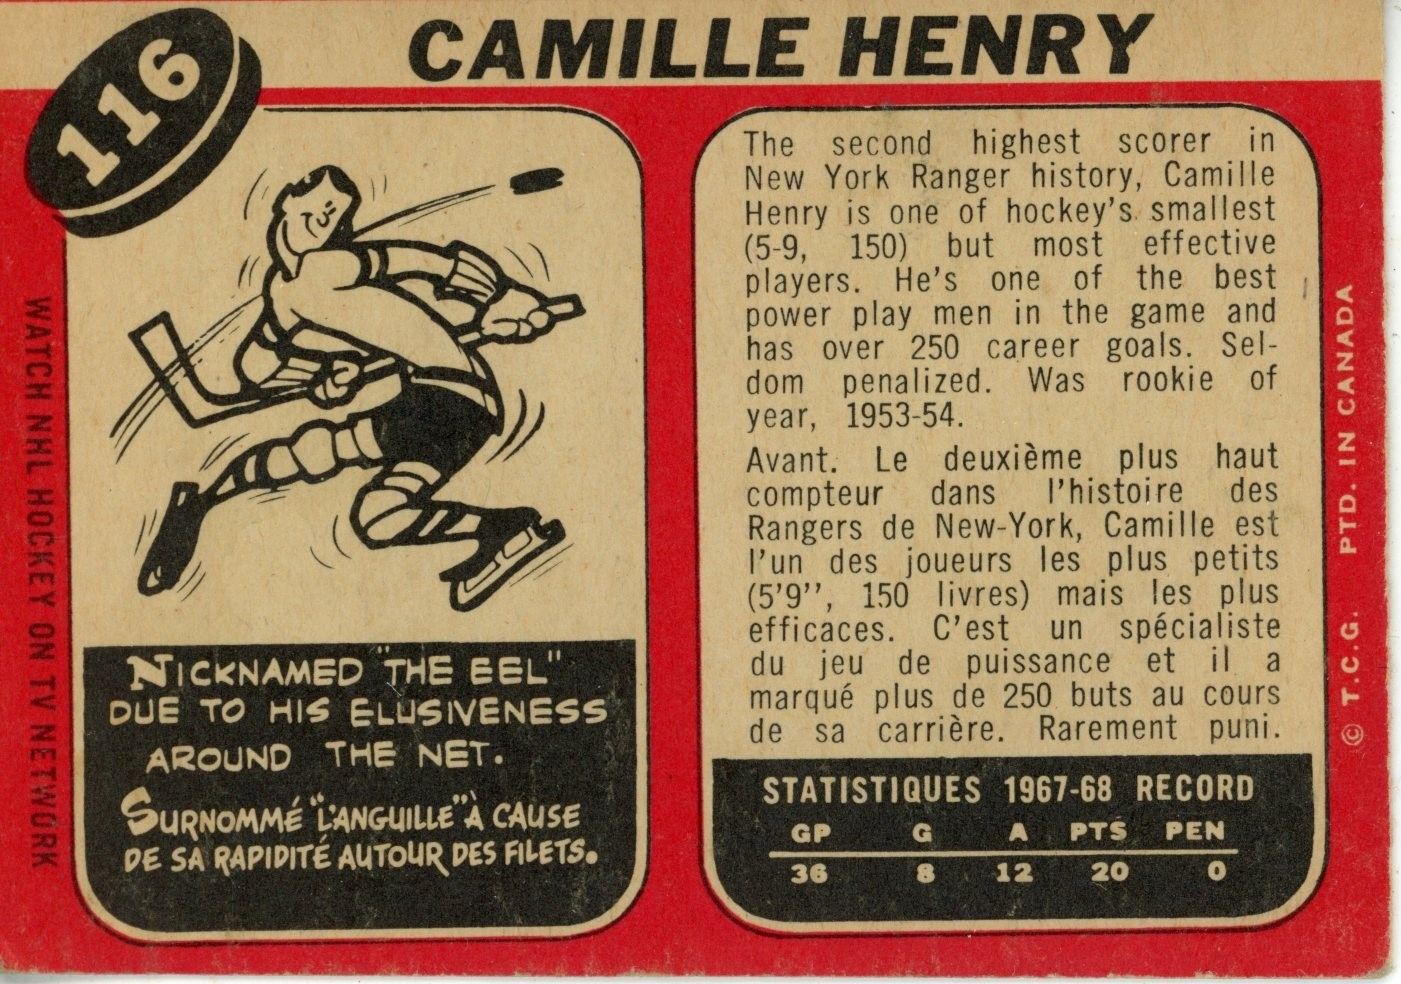 116
CAMILLE HENRY
WATCH NHL HOCKEY ON TV NETWORK
NICKNAMED "THE EEL"
DUE TO HIS ELUSIVENESS
AROUND THE NET.
SURNOMMÉ "L'ANGUILLE" À CAUSE
DE SA RAPIDITÉ AUTOUR DES FILETS.
The second highest scorer in
New York Ranger history, Camille
Henry is one of hockey's smallest
(5-9, 150) but most effective
players. He's one of the best
power play men in the game and
has over 250 career goals. Sel-
dom penalized. Was rookie of
year, 1953-54.
Avant. Le deuxième plus haut
compteur dans l'histoire des
Rangers de New-York, Camille est
l'un des joueurs les plus petits
(5'9'', 150 livres) mais les plus
efficaces. C'est un spécialiste
du jeu de puissance et il a
marqué plus de 250 buts au cours
de sa carrière. Rarement puni.
STATISTIQUES 1967-68 RECORD
GP G A PTS PEN
36 8 12 20 0
© T.C.G. PTD. IN CANADA